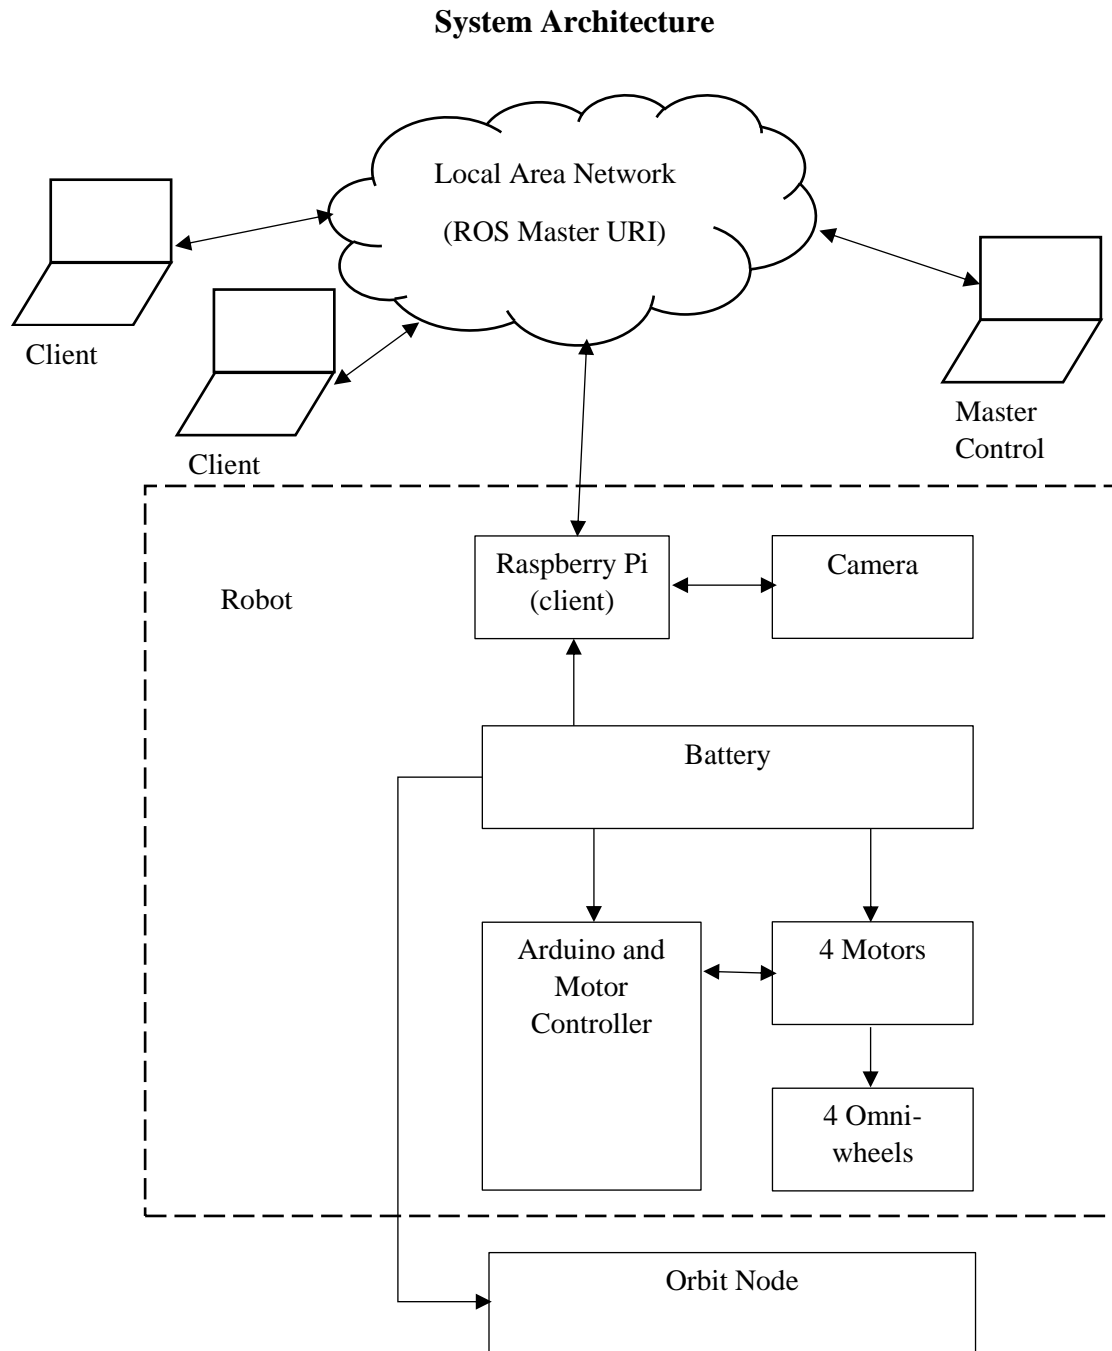 System Architecture
Local Area Network
(ROS Master URI)
Client
Client
Master
Control
Robot
Raspberry Pi
(client)
Camera
Battery
Arduino and
Motor
Controller
4 Motors
4 Omni-
wheels
Orbit Node